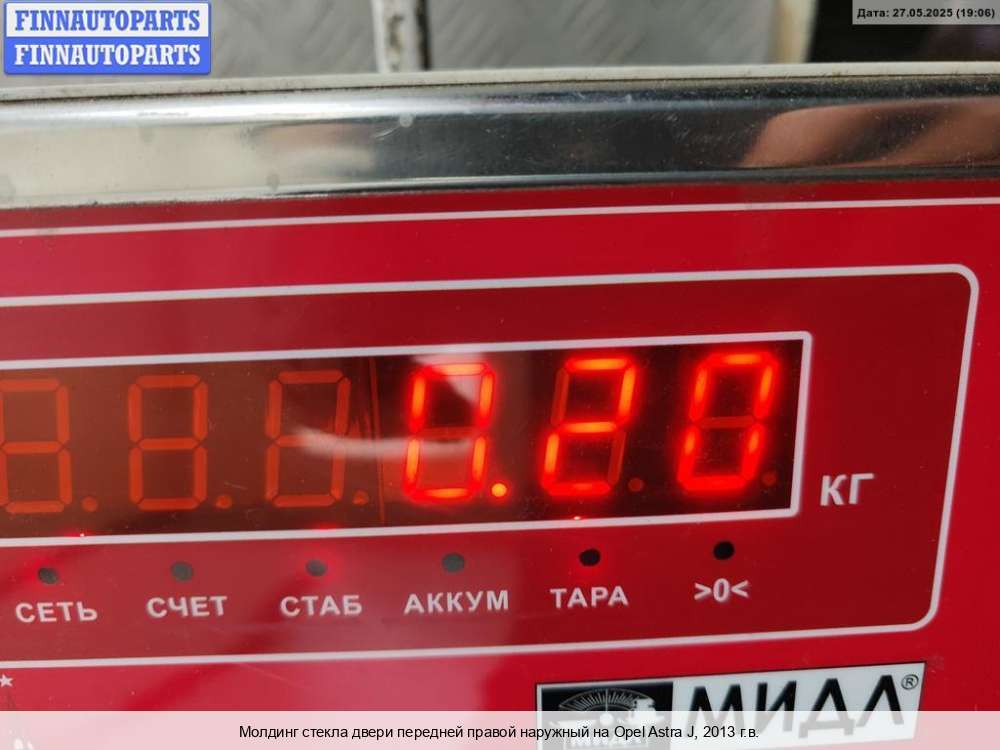 FINNAUTOPARTS
FINNAUTOPARTS
Дата: 27.05.2025 (19:06)
0.20
КГ
СЕТЬ СЧЕТ СТАБ АККУМ ТАРА >0<
МИДЛ®
МИДЛ
Молдинг стекла двери передней правой наружный на Opel Astra J, 2013 г.в.